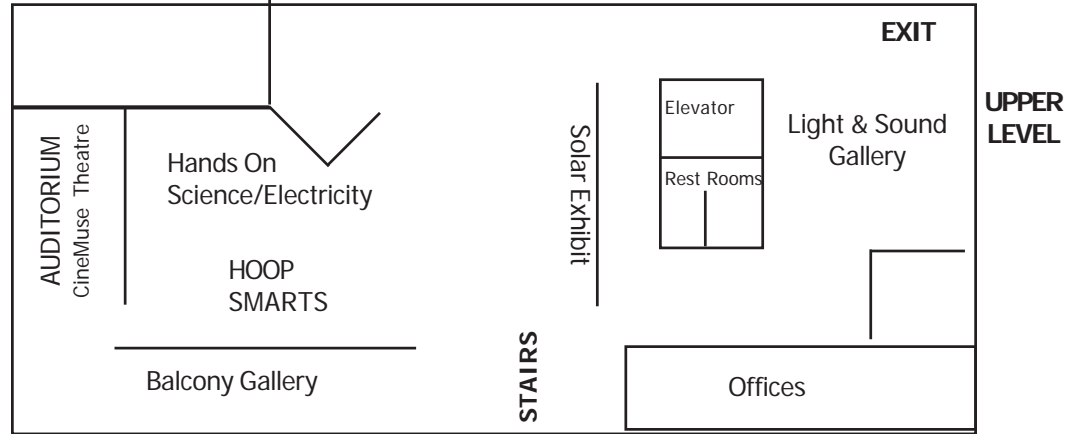 EXIT
UPPER
LEVEL
AUDITORIUM
CineMuse Theatre
Hands On
Science/Electricity
HOOP
SMARTS
Balcony Gallery
STAIRS
Solar Exhibit
Elevator
Rest Rooms
Light & Sound
Gallery
Offices